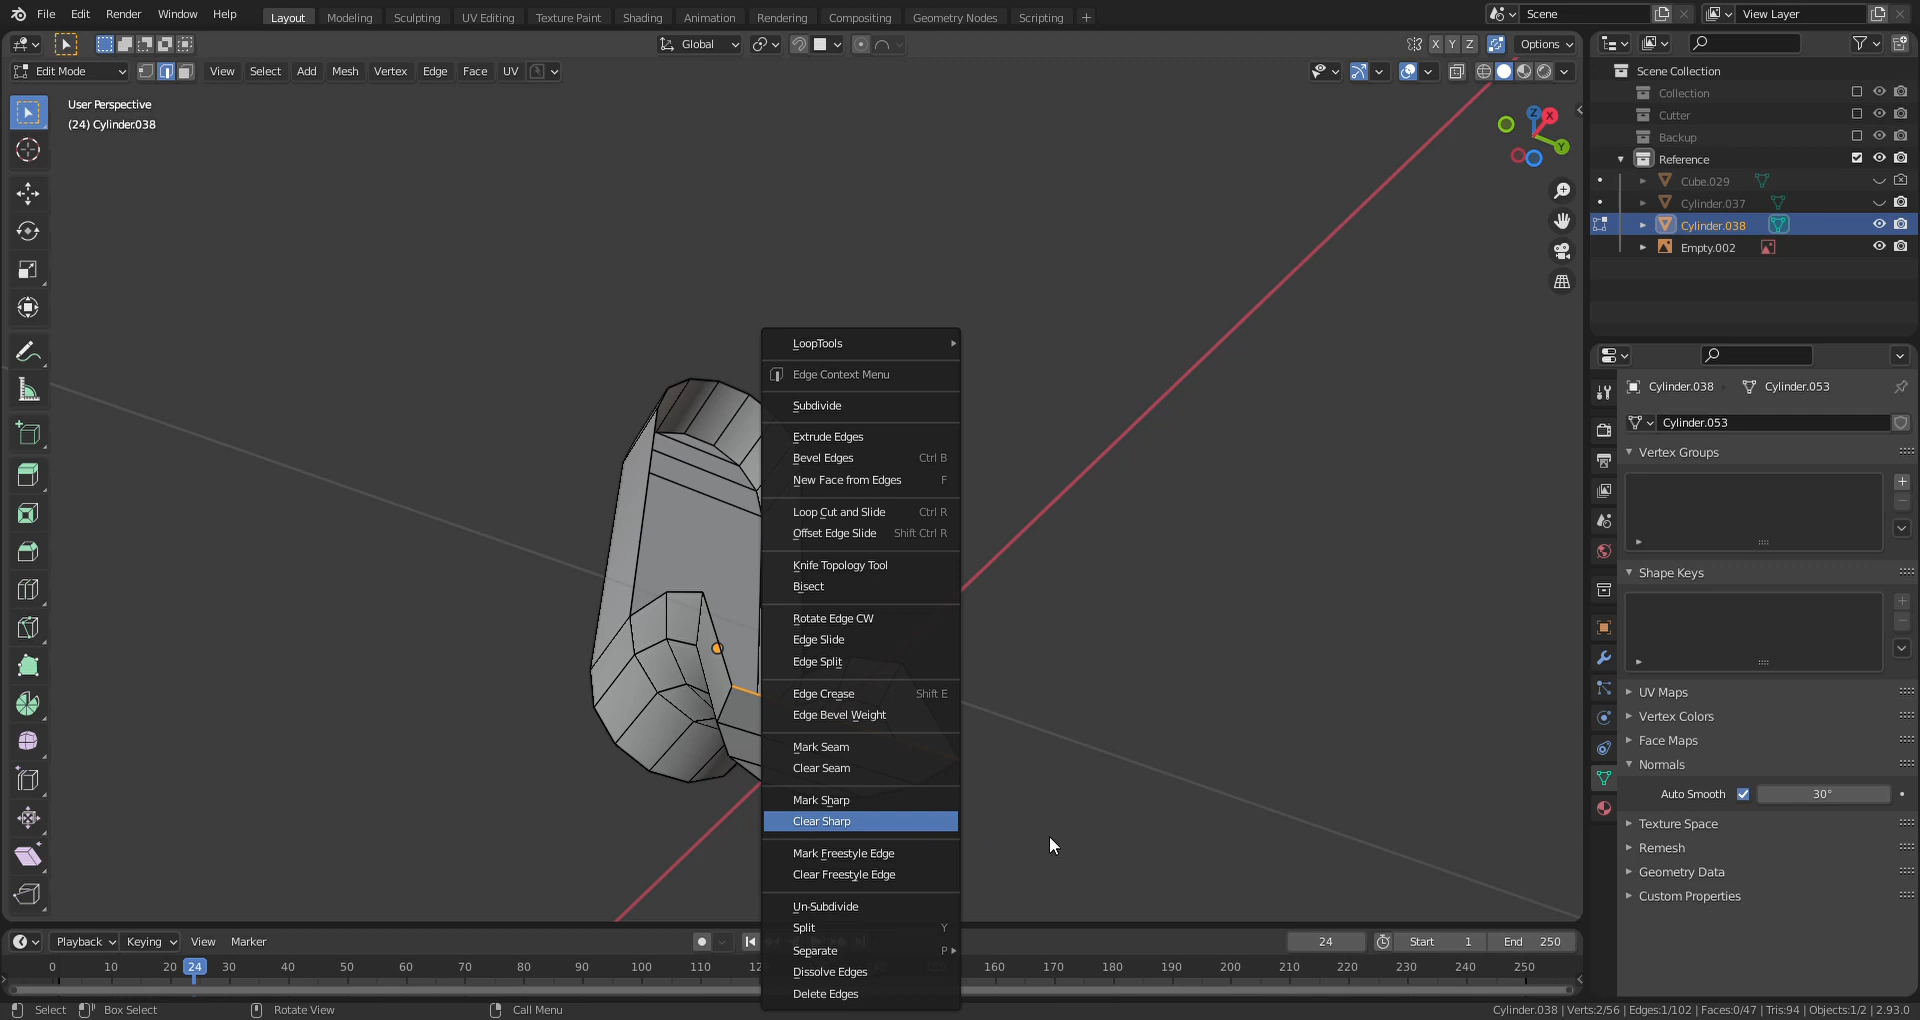 File Edit Render Window Help Layout Modeling Sculpting UV Editing Texture Paint Shading Animation Rendering Compositing Geometry Nodes Scripting + Scene View Layer
Global X Y Z Options
Edit Mode View Select Add Mesh Vertex Edge Face UV
User Perspective
(24) Cylinder.038
Z X Y
Scene Collection
Collection
Cutter
Backup
Reference
Cube.029
Cylinder.037
Cylinder.038
Empty.002
LoopTools
Edge Context Menu
Subdivide
Extrude Edges
Bevel Edges Ctrl B
New Face from Edges F
Loop Cut and Slide Ctrl R
Offset Edge Slide Shift Ctrl R
Knife Topology Tool
Bisect
Rotate Edge CW
Edge Slide
Edge Split
Edge Crease Shift E
Edge Bevel Weight
Mark Seam
Clear Seam
Mark Sharp
Clear Sharp
Mark Freestyle Edge
Clear Freestyle Edge
Un-Subdivide
Split Y
Separate P
Dissolve Edges
Delete Edges
Cylinder.038 Cylinder.053
Cylinder.053
Vertex Groups
Shape Keys
UV Maps
Vertex Colors
Face Maps
Normals
Auto Smooth 30°
Texture Space
Remesh
Geometry Data
Custom Properties
Playback Keying View Marker 24 Start 1 End 250
0 10 20 24 30 40 50 60 70 80 90 100 110 12 160 170 180 190 200 210 220 230 240 250
Select Box Select Rotate View Call Menu Cylinder.038 | Verts:2/56 | Edges:1/102 | Faces:0/47 | Tris:94 | Objects:1/2 | 2.93.0